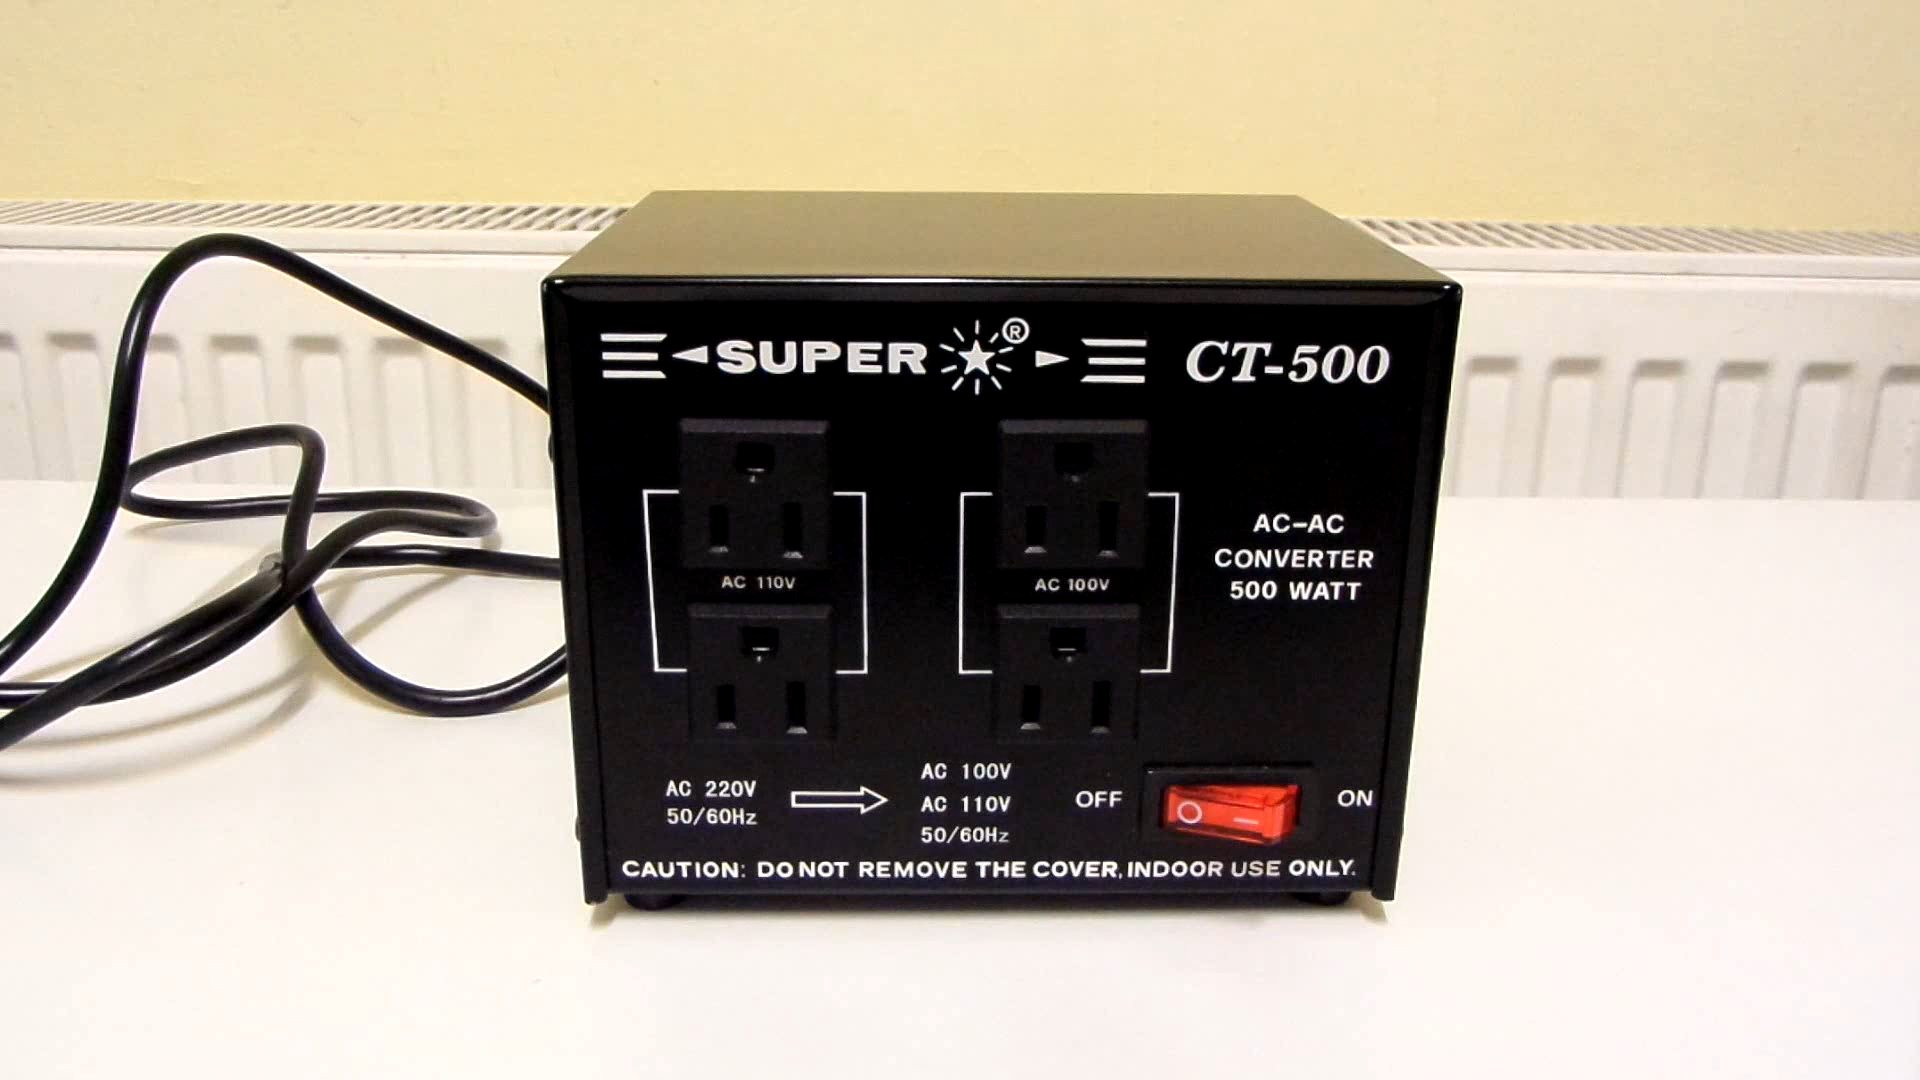 SUPER ® CT-500
AC 110V
AC 100V
AC-AC
CONVERTER
500 WATT
AC 220V
50/60Hz
AC 100V
AC 110V
50/60Hz
OFF
ON
CAUTION: DO NOT REMOVE THE COVER, INDOOR USE ONLY.